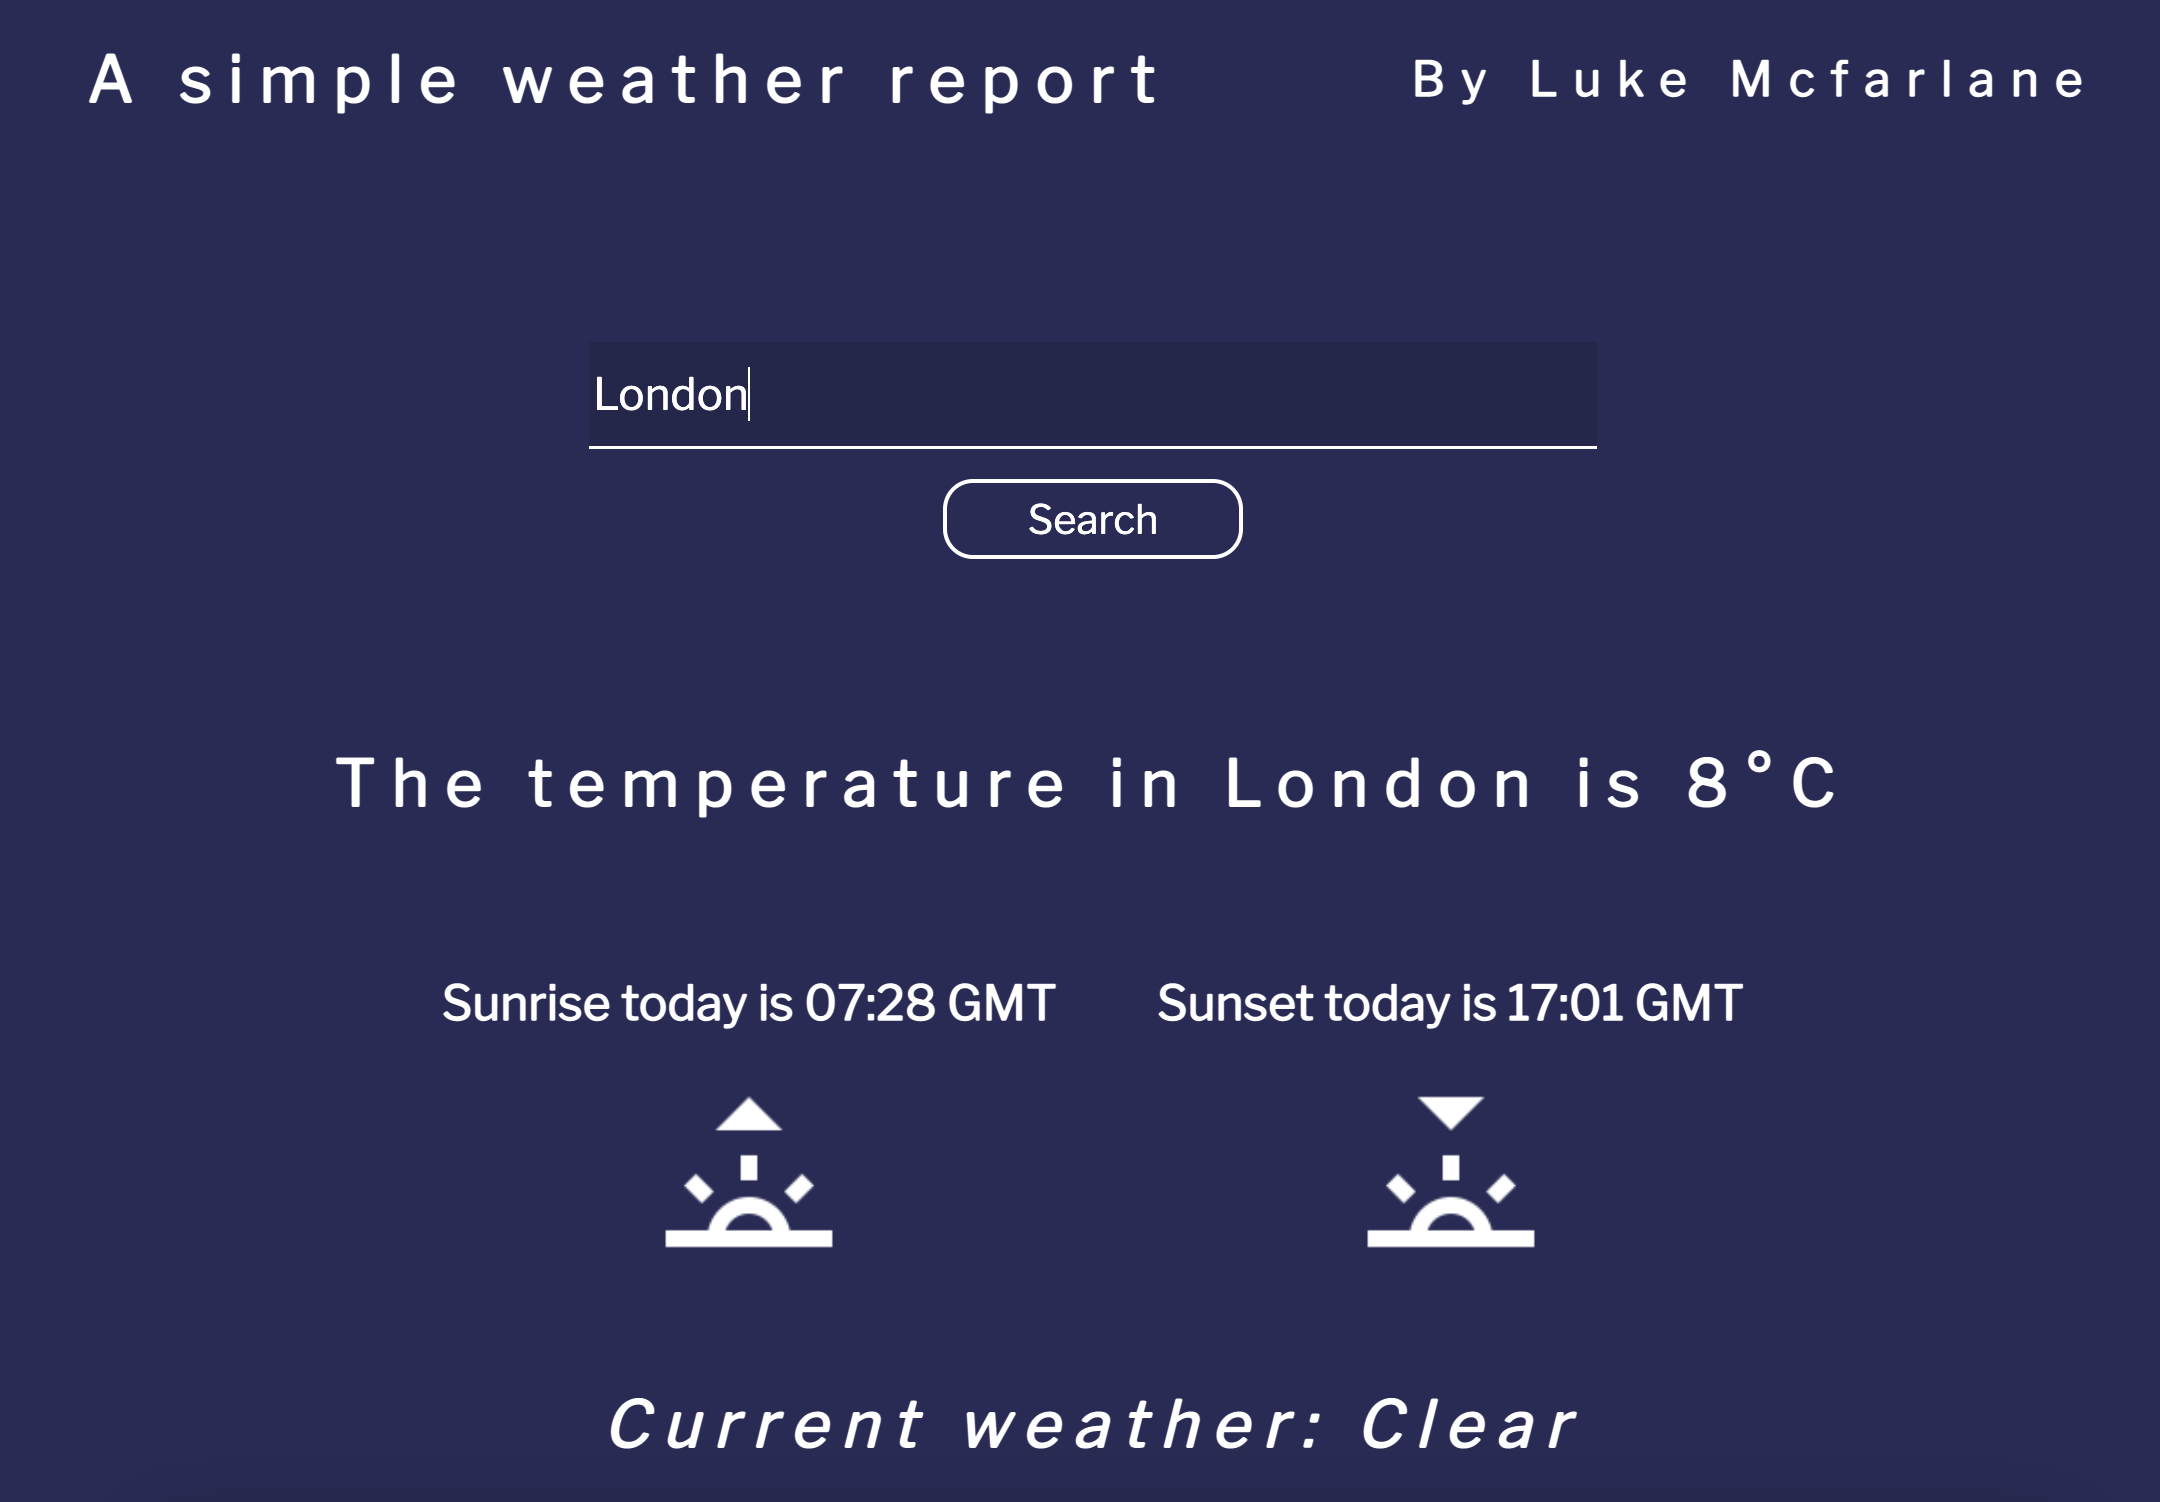 A simple weather report
By Luke Mcfarlane
London
Search
The temperature in London is 8°C
Sunrise today is 07:28 GMT
Sunset today is 17:01 GMT
Current weather: Clear